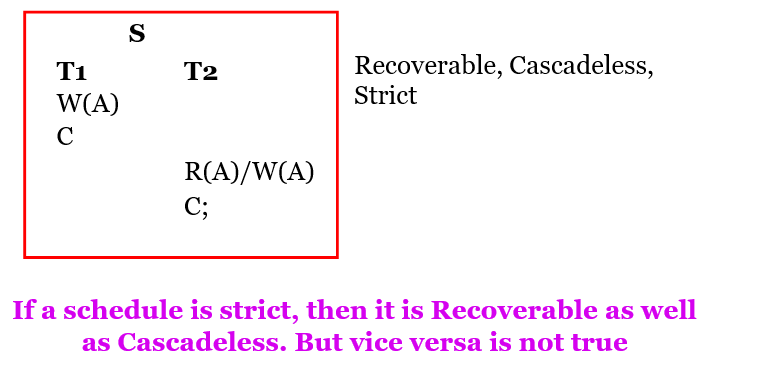 S
T1 T2
W(A)
C
R(A)/W(A)
C;
Recoverable, Cascadeless,
Strict
If a schedule is strict, then it is Recoverable as well
as Cascadeless. But vice versa is not true